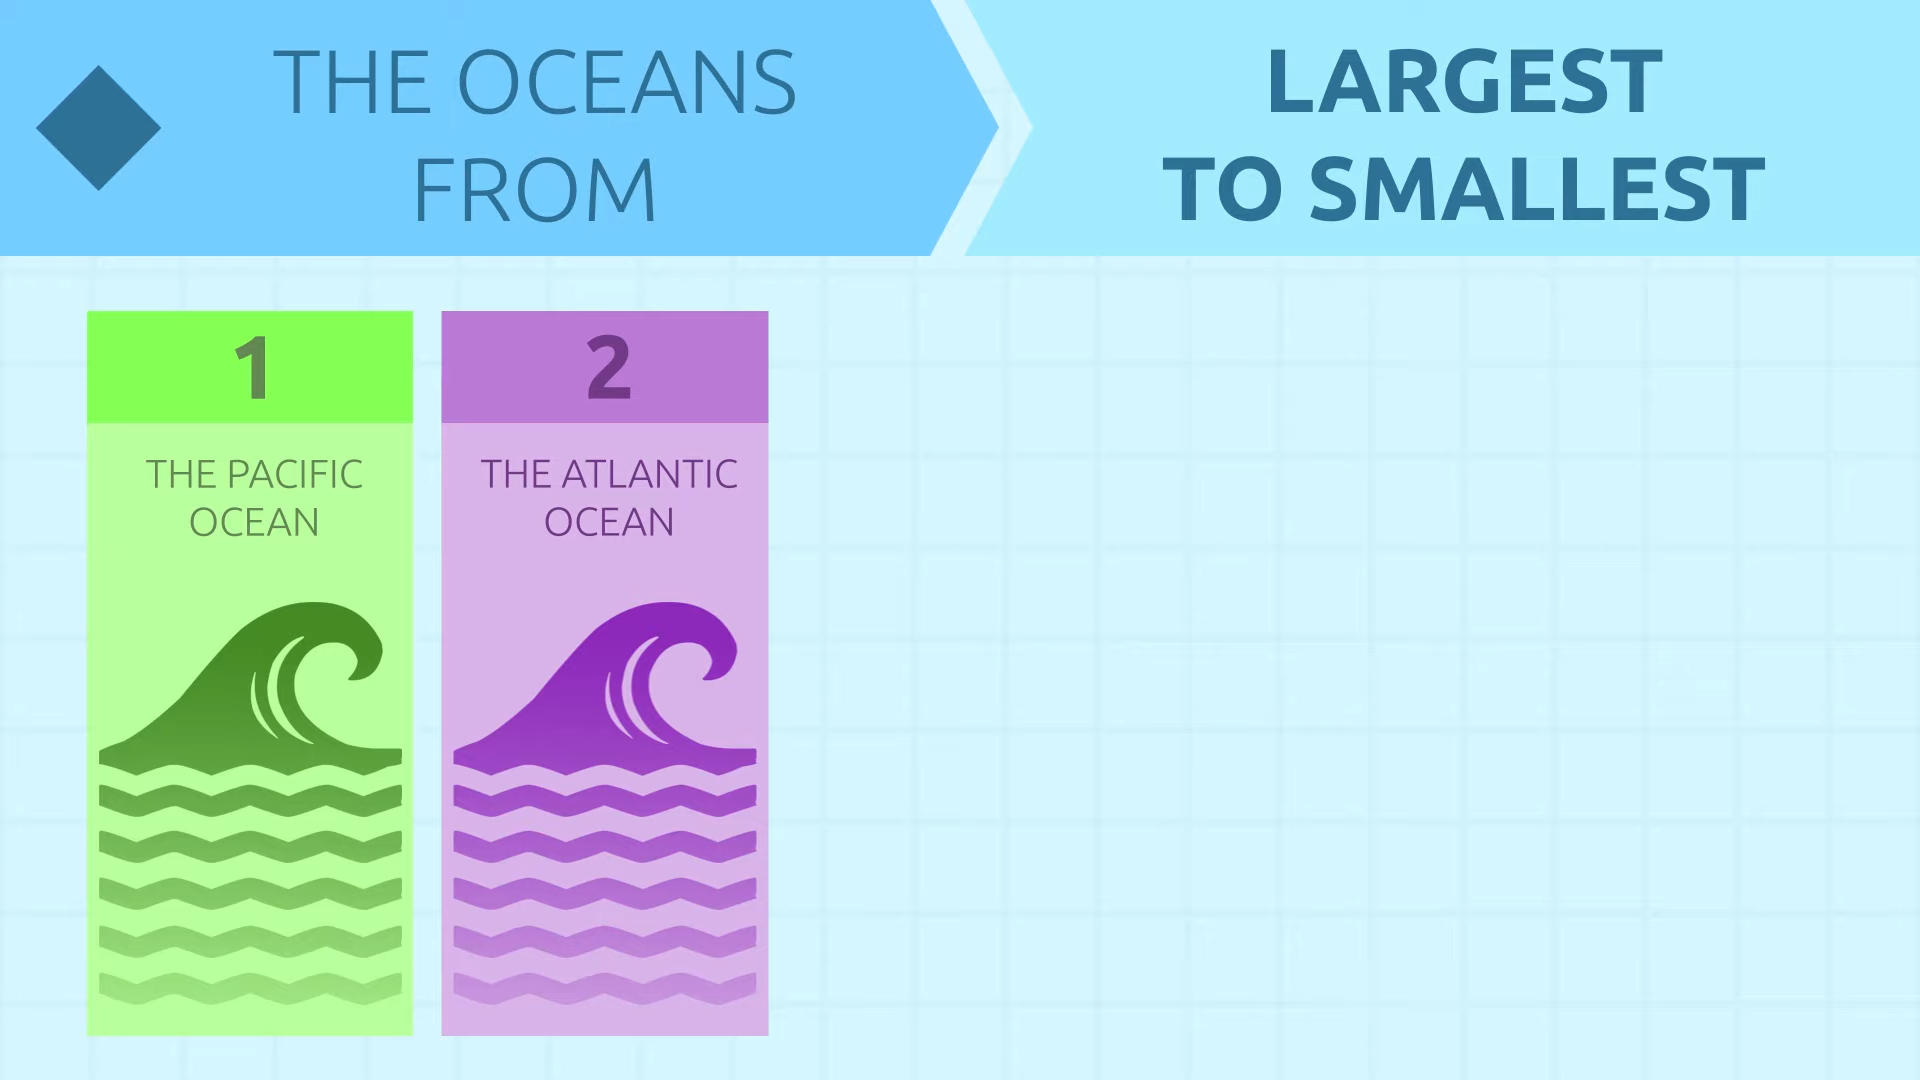 THE OCEANS
FROM
LARGEST
TO SMALLEST
1
THE PACIFIC
OCEAN
2
THE ATLANTIC
OCEAN